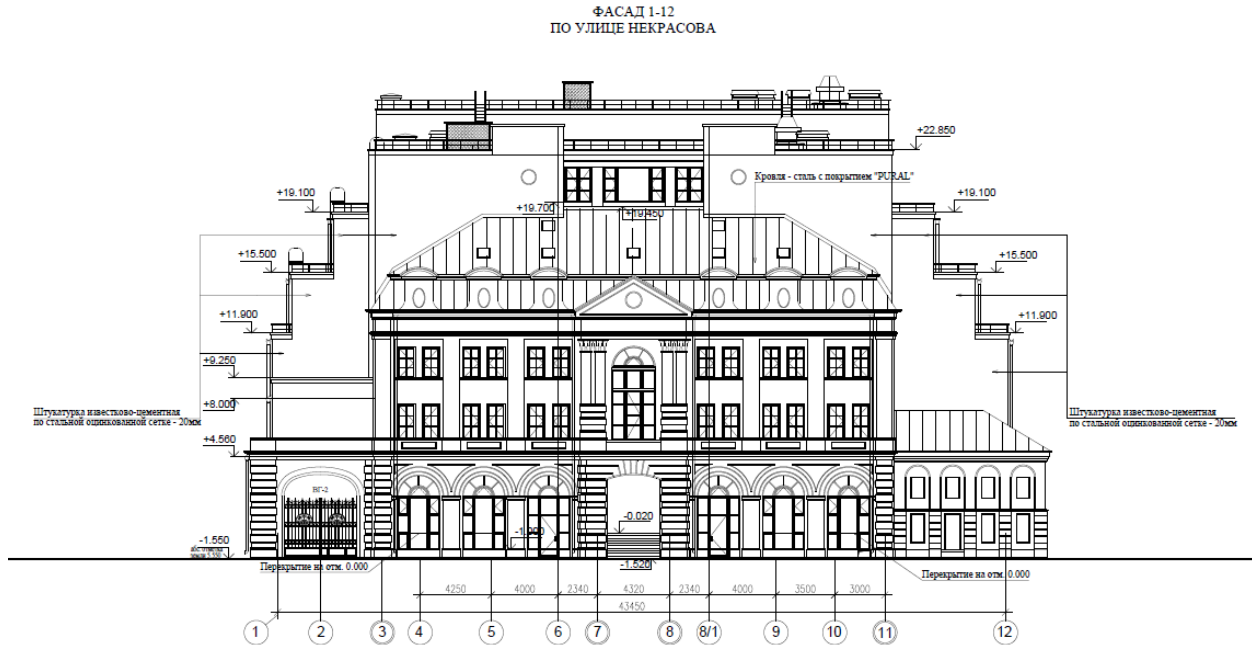 ФАСАД 1-12
ПО УЛИЦЕ НЕКРАСОВА
+22.850
Кровля - сталь с покрытием "PURAL"
+19.100
+19.700
+19.450
+19.100
+15.500
+15.500
+11.900
+11.900
+9.250
+8.000
Штукатурка известково-цементная
по стальной оцинкованной сетке - 20мм
Штукатурка известково-цементная
по стальной оцинкованной сетке - 20мм
+4.560
ВГ-2
-0.020
-1.550
-1.000
-1.520
Перекрытие на отм. 0.000
Перекрытие на отм. 0.000
4250 4000 2340 4320 2340 4000 3500 3000
43450
1 2 3 4 5 6 7 8 8/1 9 10 11 12